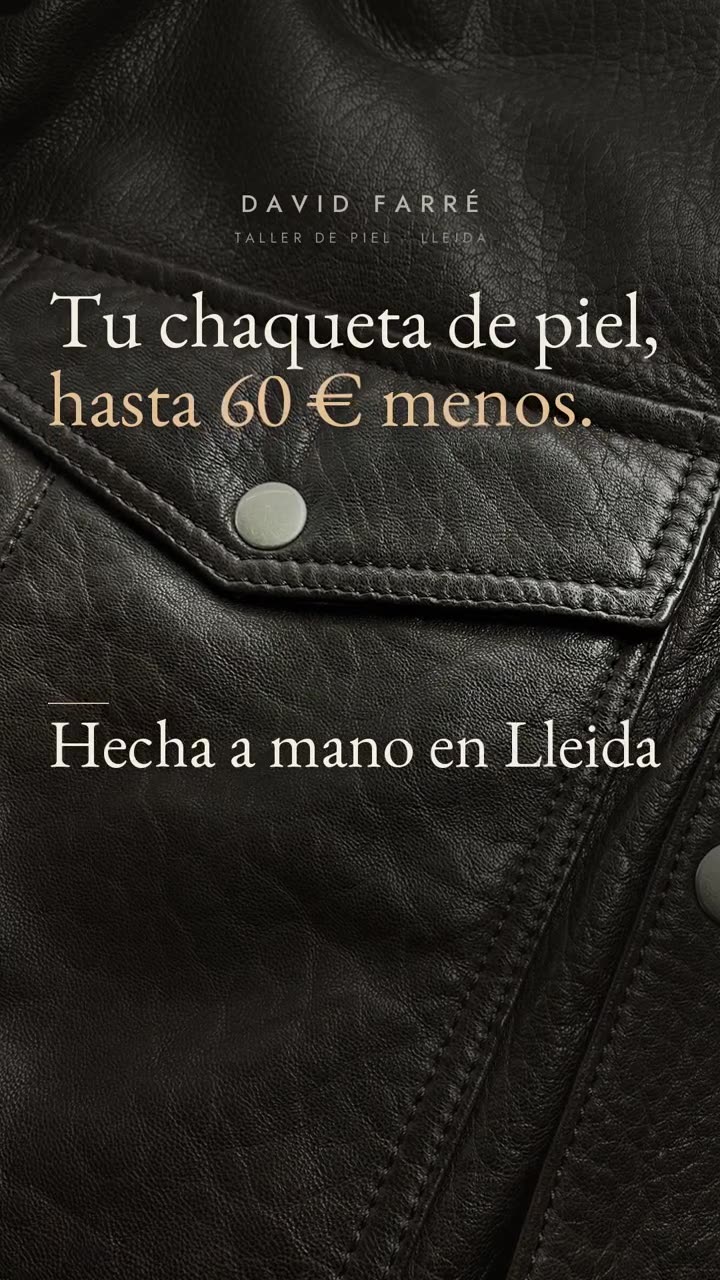 DAVID FARRÉ
TALLER DE PIEL · LLEIDA
Tu chaqueta de piel,
hasta 60 € menos.
Hecha a mano en Lleida